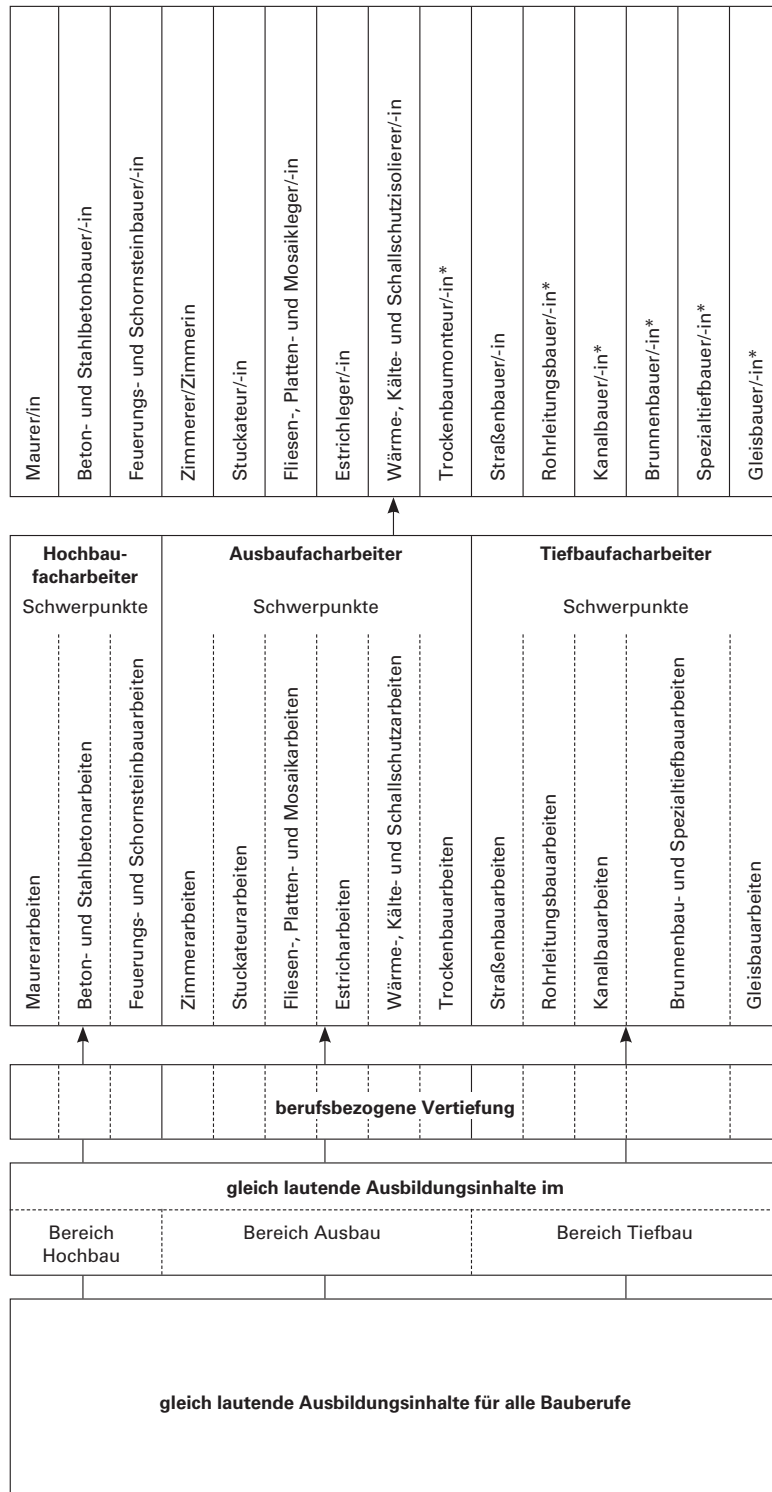 Maurer/in
Beton- und Stahlbetonbauer/-in
Feuerungs- und Schornsteinbauer/-in
Zimmerer/Zimmerin
Stuckateur/-in
Fliesen-, Platten- und Mosaikleger/-in
Estrichleger/-in
Wärme-, Kälte- und Schallschutzisolierer/-in
Trockenbaumonteur/-in*
Straßenbauer/-in
Rohrleitungsbauer/-in*
Kanalbauer/-in*
Brunnenbauer/-in*
Spezialtiefbauer/-in*
Gleisbauer/-in*
Hochbau-
facharbeiter
Schwerpunkte
Maurerarbeiten
Beton- und Stahlbetonarbeiten
Feuerungs- und Schornsteinbauarbeiten
Ausbaufacharbeiter
Schwerpunkte
Zimmerarbeiten
Stuckateurarbeiten
Fliesen-, Platten- und Mosaikarbeiten
Estricharbeiten
Wärme-, Kälte- und Schallschutzarbeiten
Trockenbauarbeiten
Tiefbaufacharbeiter
Schwerpunkte
Straßenbauarbeiten
Rohrleitungsbauarbeiten
Kanalbauarbeiten
Brunnenbau- und Spezialtiefbauarbeiten
Gleisbauarbeiten
berufsbezogene Vertiefung
gleich lautende Ausbildungsinhalte im
Bereich
Hochbau
Bereich Ausbau
Bereich Tiefbau
gleich lautende Ausbildungsinhalte für alle Bauberufe